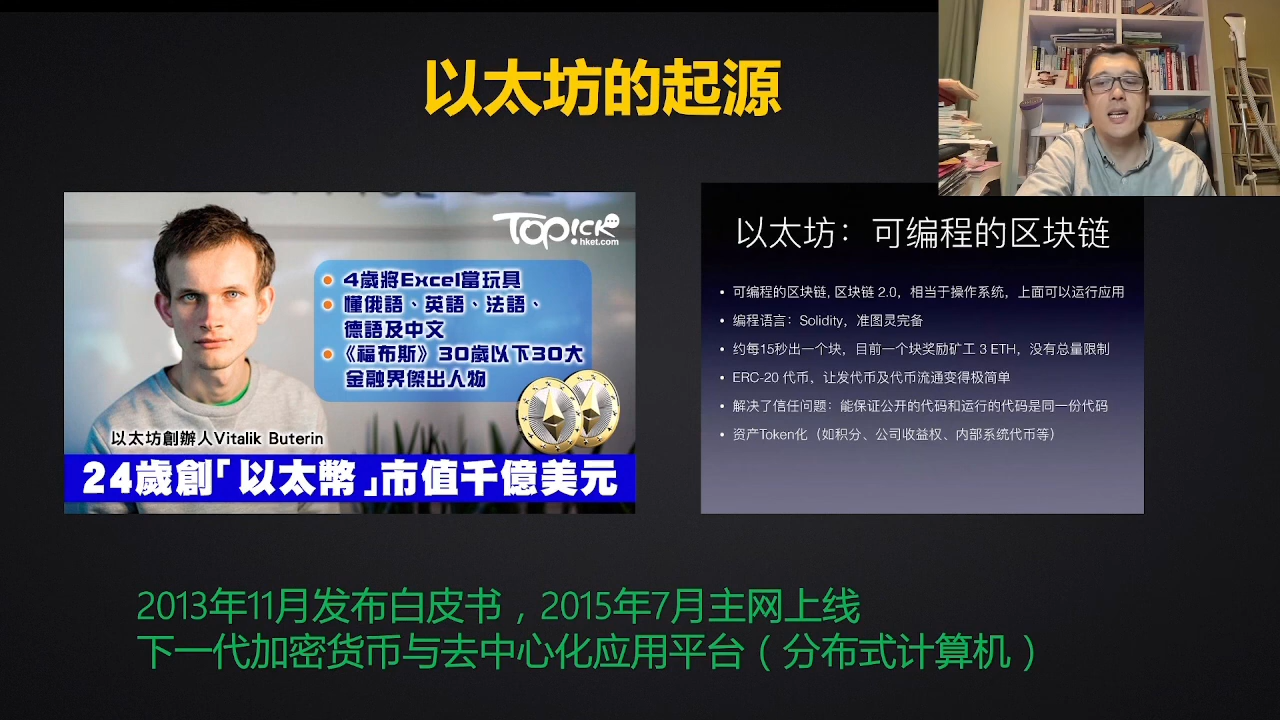 以太坊的起源
TOPICK
hket.com
4歲將Excel當玩具
懂俄語、英語、法語、
德語及中文
《福布斯》30歲以下30大
金融界傑出人物
以太坊創辦人Vitalik Buterin
24歲創「以太幣」市值千億美元
以太坊：可编程的区块链
• 可编程的区块链, 区块链 2.0，相当于操作系统，上面可以运行应用
• 编程语言：Solidity，准图灵完备
• 约每15秒出一个块，目前一个块奖励矿工 3 ETH，没有总量限制
• ERC-20 代币，让发代币及代币流通变得极简单
• 解决了信任问题：能保证公开的代码和运行的代码是同一份代码
• 资产Token化（如积分、公司收益权、内部系统代币等）
2013年11月发布白皮书，2015年7月主网上线
下一代加密货币与去中心化应用平台（分布式计算机）